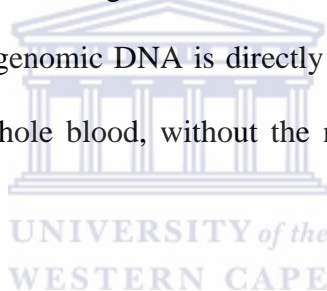 genomic DNA is directly
hole blood, without the
UNIVERSITY of the
WESTERN CAPE